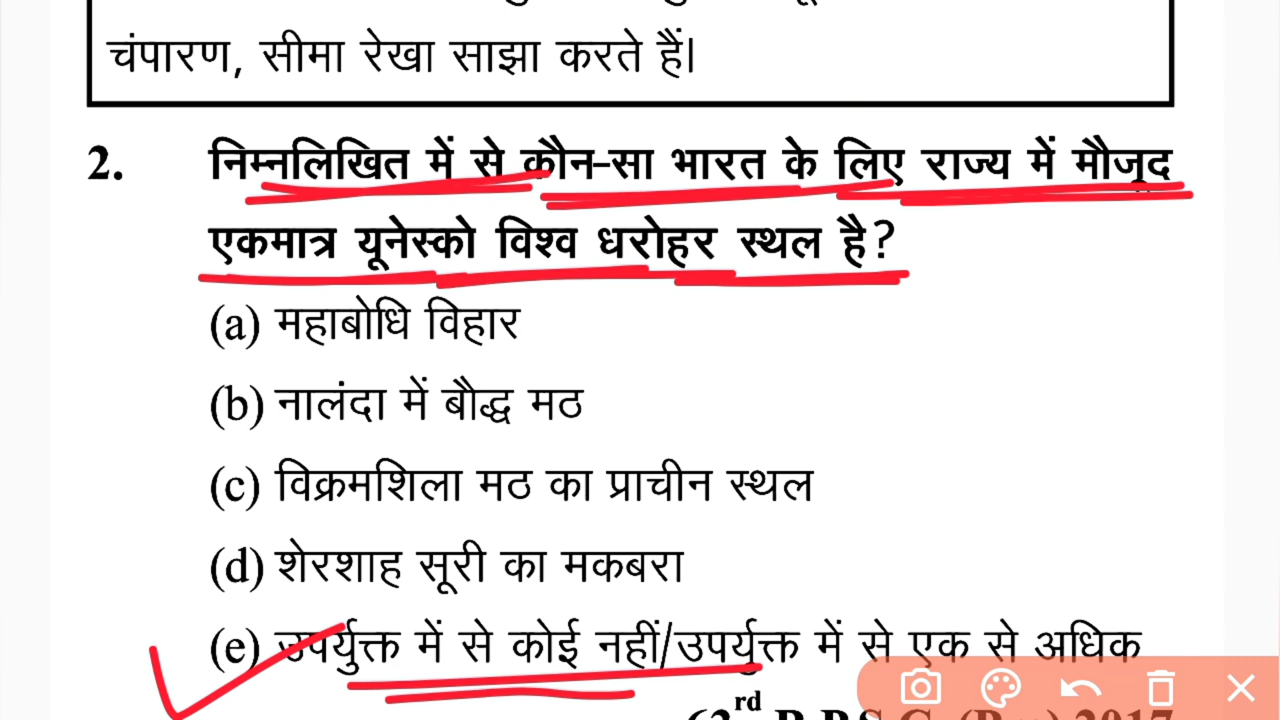 चंपारण, सीमा रेखा साझा करते हैं।
2. निम्नलिखित में से कौन-सा भारत के लिए राज्य में मौजूद
एकमात्र यूनेस्को विश्व धरोहर स्थल है?
(a) महाबोधि विहार
(b) नालंदा में बौद्ध मठ
(c) विक्रमशिला मठ का प्राचीन स्थल
(d) शेरशाह सूरी का मकबरा
(e) उपर्युक्त में से कोई नहीं/उपर्युक्त में से एक से अधिक